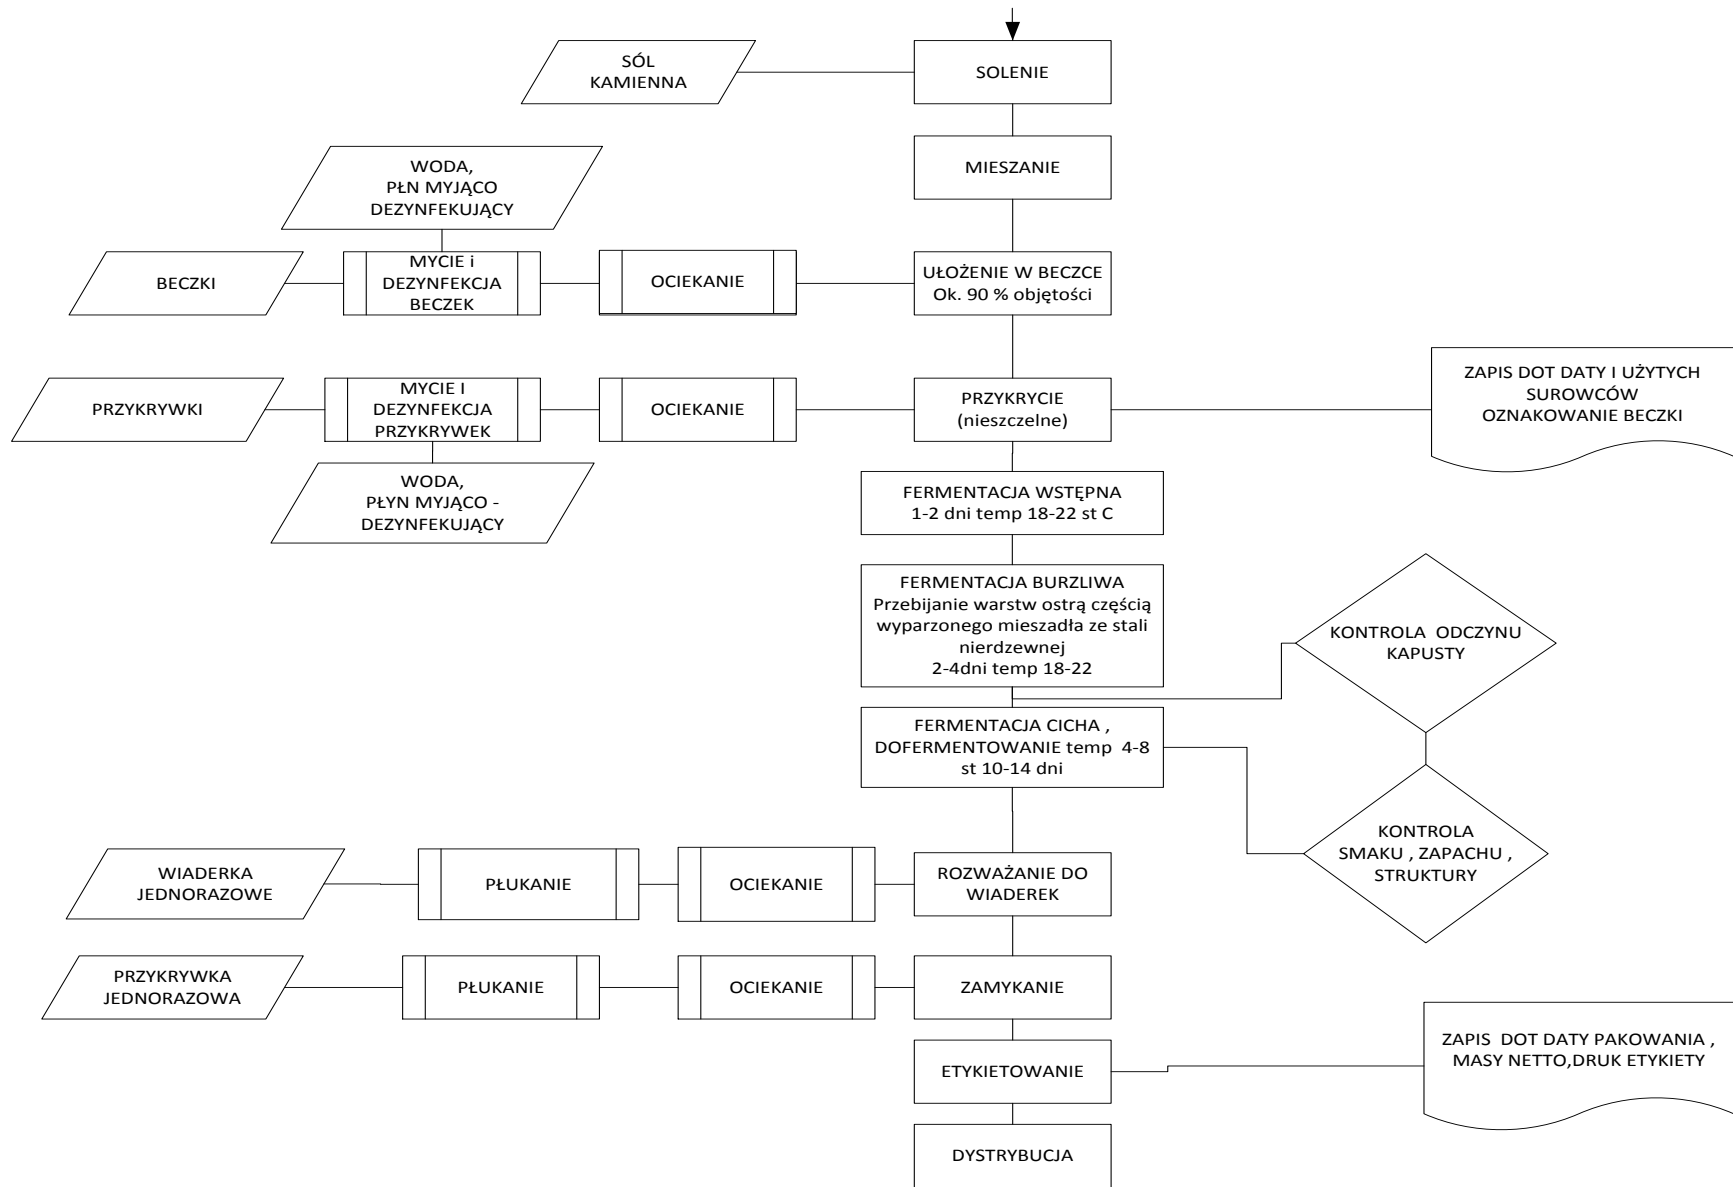 SÓL
KAMIENNA
SOLENIE
WODA,
PŁN MYJĄCO
DEZYNFEKUJĄCY
MIESZANIE
BECZKI
MYCIE i
DEZYNFEKCJA
BECZEK
OCIEKANIE
UŁOŻENIE W BECZCE
Ok. 90 % objętości
PRZYKRYWKI
MYCIE I
DEZYNFEKCJA
PRZYKRYWEK
OCIEKANIE
PRZYKRYCIE
(nieszczelne)
ZAPIS DOT DATY I UŻYTYCH
SUROWCÓW
OZNAKOWANIE BECZKI
WODA,
PŁYN MYJĄCO -
DEZYNFEKUJĄCY
FERMENTACJA WSTĘPNA
1-2 dni temp 18-22 st C
FERMENTACJA BURZLIWA
Przebijanie warstw ostrą częścią
wyparzonego mieszadła ze stali
nierdzewnej
2-4dni temp 18-22
KONTROLA ODCZYNU
KAPUSTY
FERMENTACJA CICHA ,
DOFERMENTOWANIE temp 4-8
st 10-14 dni
KONTROLA
SMAKU , ZAPACHU ,
STRUKTURY
WIADERKA
JEDNORAZOWE
PŁUKANIE
OCIEKANIE
ROZWAŻANIE DO
WIADEREK
PRZYKRYWKA
JEDNORAZOWA
PŁUKANIE
OCIEKANIE
ZAMYKANIE
ETYKIETOWANIE
ZAPIS DOT DATY PAKOWANIA ,
MASY NETTO,DRUK ETYKIETY
DYSTRYBUCJA